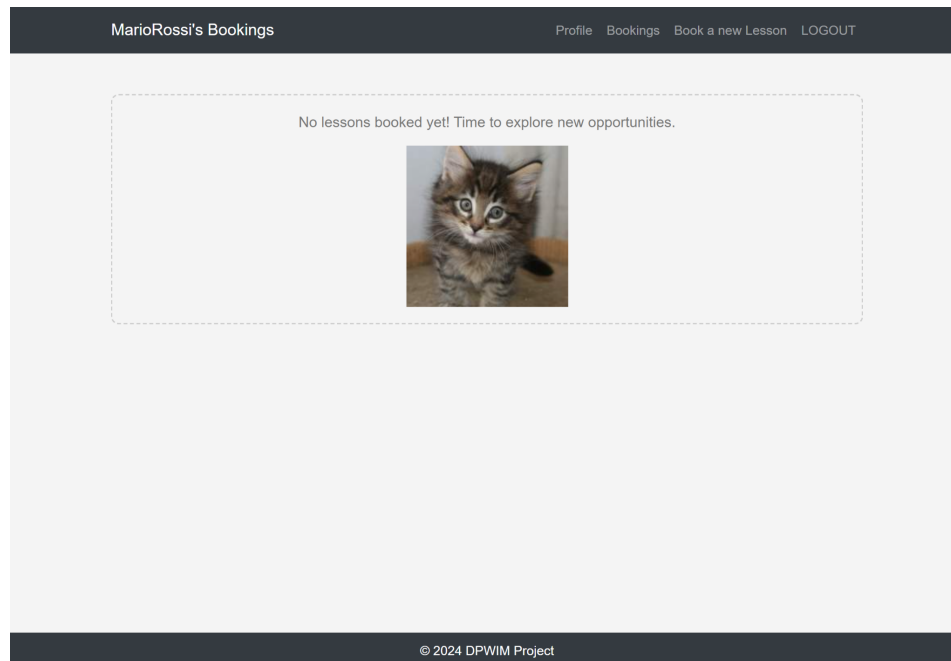 MarioRossi's Bookings
Profile Bookings Book a new Lesson LOGOUT
No lessons booked yet! Time to explore new opportunities.
© 2024 DPWIM Project